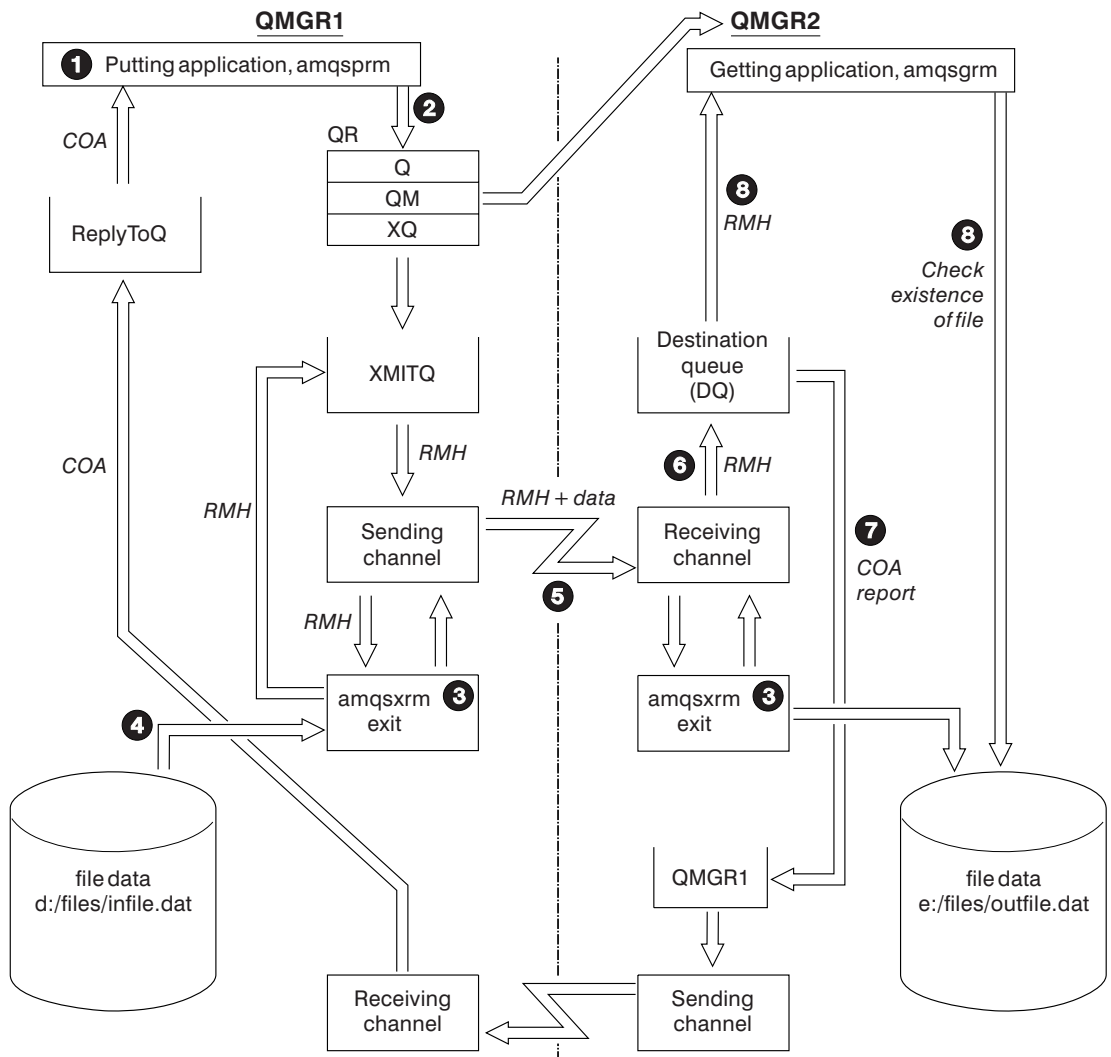 QMGR1
QMGR2
1 Putting application, amqsprm
Getting application, amqsgrm
2
COA
QR
Q
QM
XQ
8
RMH
ReplyToQ
8
Check
existence
of file
Destination
queue
(DQ)
XMITQ
RMH
6 RMH
COA
RMH
RMH + data
Sending
channel
Receiving
channel
7
COA
report
5
RMH
amqsxrm
exit
3
amqsxrm
exit
3
4
file data
d:/files/infile.dat
QMGR1
file data
e:/files/outfile.dat
Receiving
channel
Sending
channel